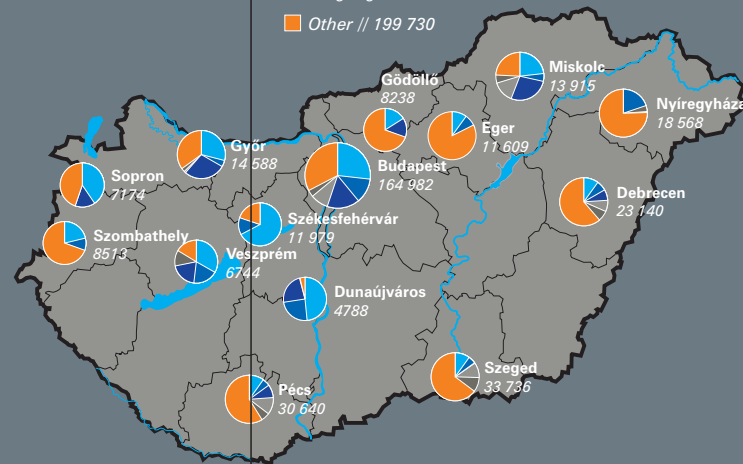 Other // 199 730
Miskolc
13 915
Gödöllő
8238
Nyíregyháza
18 568
Eger
11 609
Győr
14 588
Budapest
164 982
Sopron
7174
Debrecen
23 140
Székesfehérvár
11 979
Szombathely
8513
Veszprém
6744
Dunaújváros
4788
Szeged
33 736
Pécs
30 640